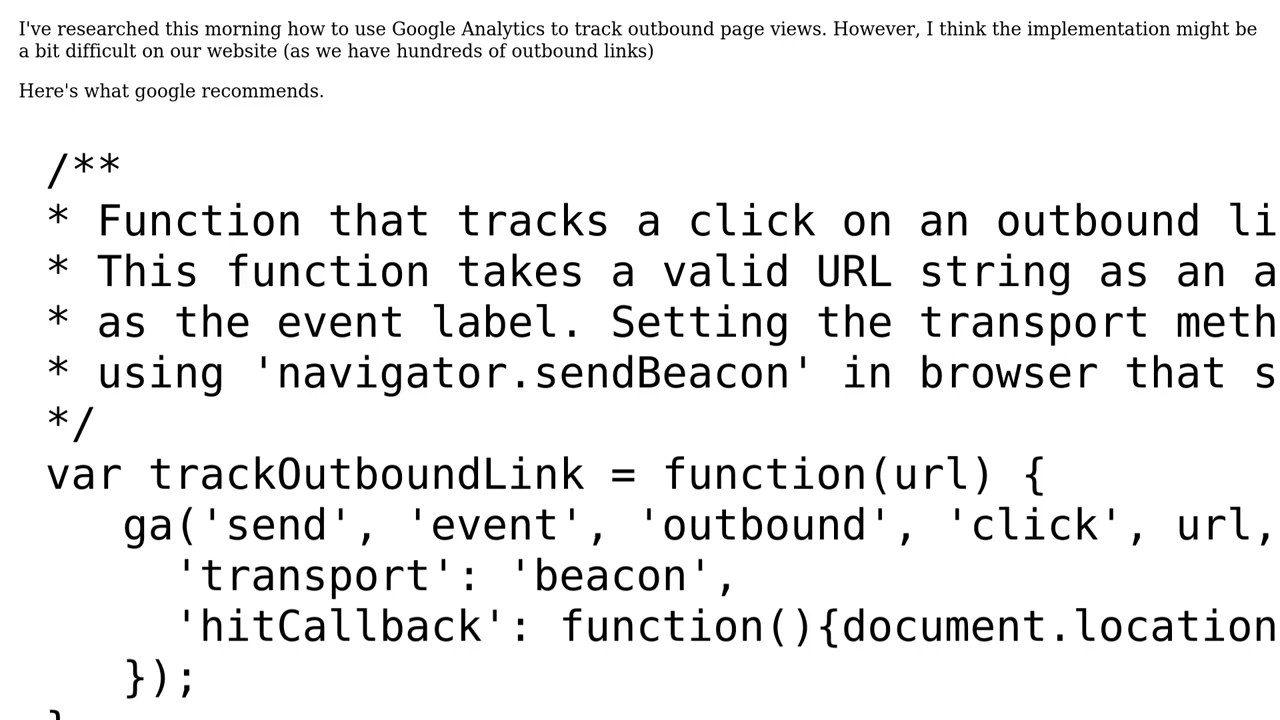 I've researched this morning how to use Google Analytics to track outbound page views. However, I think the implementation might be
a bit difficult on our website (as we have hundreds of outbound links)
Here's what google recommends.
/**
* Function that tracks a click on an outbound li
* This function takes a valid URL string as an a
* as the event label. Setting the transport meth
* using 'navigator.sendBeacon' in browser that s
*/
var trackOutboundLink = function(url) {
ga('send', 'event', 'outbound', 'click', url,
'transport': 'beacon',
'hitCallback': function(){document.location
});
}